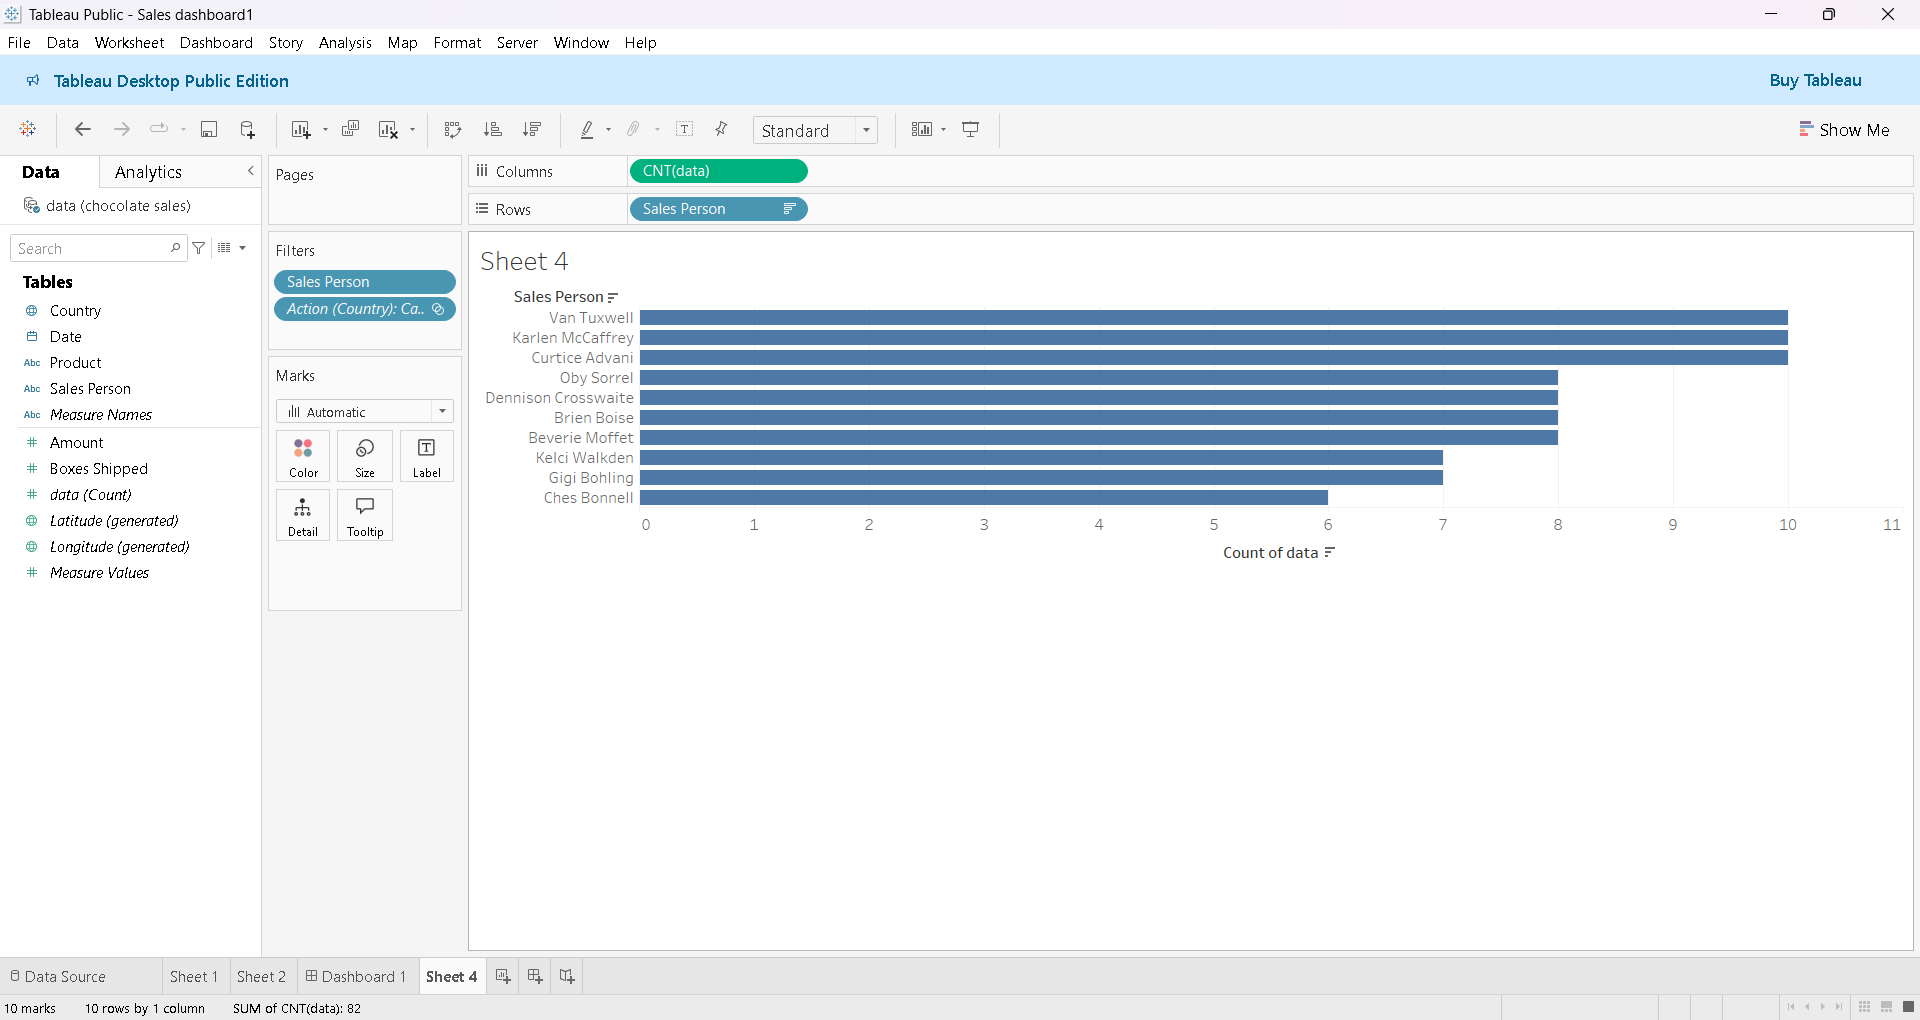 Tableau Public - Sales dashboard1
File Data Worksheet Dashboard Story Analysis Map Format Server Window Help
Tableau Desktop Public Edition
Buy Tableau
Standard
Show Me
Data
Analytics
data (chocolate sales)
Search
Tables
Country
Date
Abc Product
Abc Sales Person
Abc Measure Names
Amount
Boxes Shipped
data (Count)
Latitude (generated)
Longitude (generated)
Measure Values
Pages
Filters
Sales Person
Action (Country): Ca..
Marks
Automatic
Color
Size
Label
Detail
Tooltip
Columns
CNT(data)
Rows
Sales Person
Sheet 4
Sales Person
Van Tuxwell
Karlen McCaffrey
Curtice Advani
Oby Sorrel
Dennison Crosswaite
Brien Boise
Beverie Moffet
Kelci Walkden
Gigi Bohling
Ches Bonnell
0 1 2 3 4 5 6 7 8 9 10 11
Count of data
Data Source
Sheet 1
Sheet 2
Dashboard 1
Sheet 4
10 marks
10 rows by 1 column
SUM of CNT(data): 82